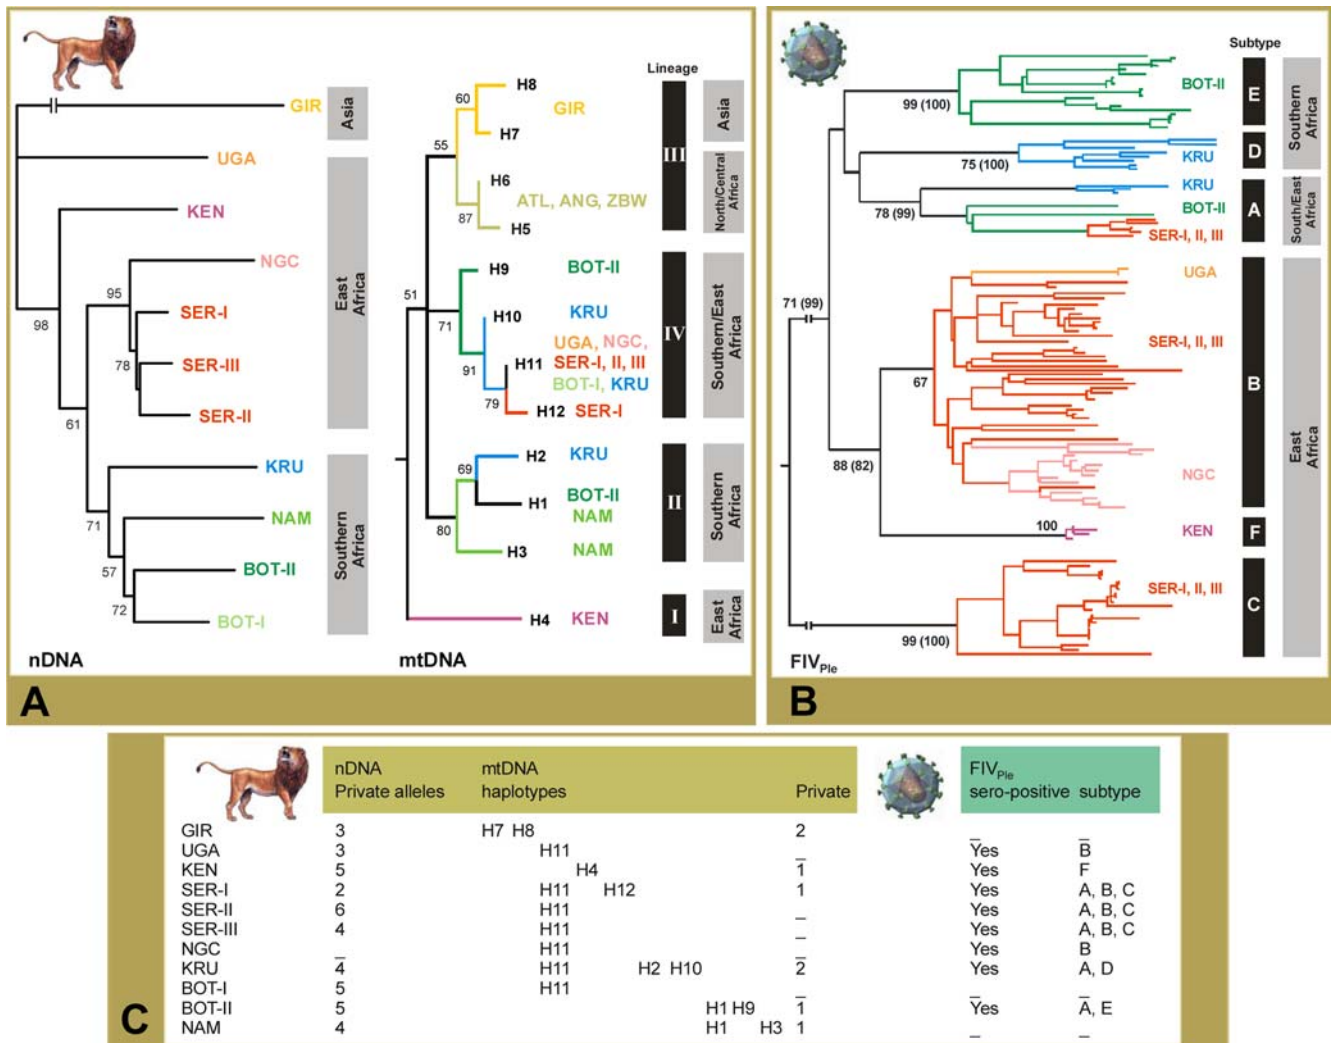 GIR
UGA
KEN
NGC
SER-I
SER-III
SER-II
KRU
NAM
BOT-II
BOT-I
98
95
78
61
71
57
72
Asia
East
Africa
Southern
Africa
nDNA
Lineage
H8
60
GIR
H7
55
III
Asia
H6
ATL, ANG, ZBW
87
H5
North/Central
Africa
H9
BOT-II
51
71
H10
KRU
UGA, NGC,
H11
SER-I, II, III
91
BOT-I, KRU
79
H12
SER-I
IV
Southern/East
Africa
H2
KRU
69
BOT-II
H1
NAM
80
H3
NAM
II
Southern
Africa
H4
KEN
I
East
Africa
mtDNA
A
Subtype
BOT-II
99 (100)
E
KRU
75 (100)
D
Southern
Africa
KRU
78 (99)
BOT-II
SER-I, II, III
A
South/East
Africa
UGA
71 (99)
SER-I, II, III
67
B
NGC
88 (82)
100
KEN
F
SER-I, II, III
99 (100)
C
East
Africa
FIVPle
B
nDNA
Private alleles
mtDNA
haplotypes
Private
FIVPle
sero-positive subtype
GIR 3 H7 H8 2 _ _
UGA 3 H11 _ Yes B
KEN 5 H4 1 Yes F
SER-I 2 H11 H12 1 Yes A, B, C
SER-II 6 H11 _ Yes A, B, C
SER-III 4 H11 _ Yes A, B, C
NGC _ H11 _ Yes B
KRU 4 H11 H2 H10 2 Yes A, D
BOT-I 5 H11 _ _ _
BOT-II 5 H1 H9 1 Yes A, E
NAM 4 H1 H3 1 _ _
C